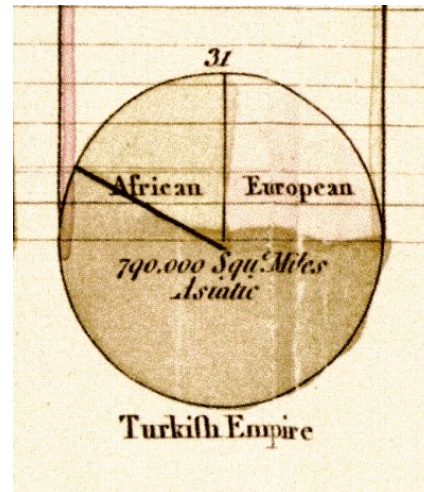 31
African European
790.000 Squ.ᵉ Miles
Asiatic
Turkiſh Empire